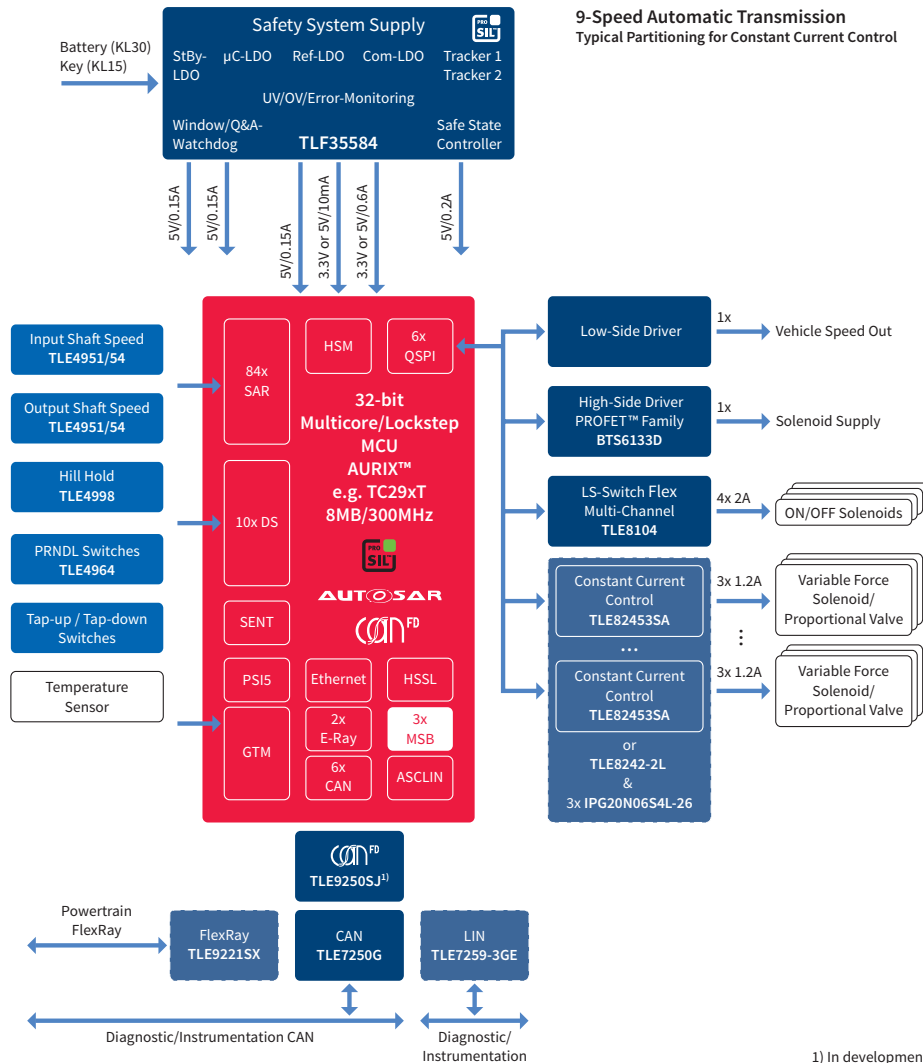 9-Speed Automatic Transmission
Typical Partitioning for Constant Current Control
Battery (KL30)
Key (KL15)
Safety System Supply
PRO
SIL
StBy-
LDO
µC-LDO
Ref-LDO
Com-LDO
Tracker 1
Tracker 2
UV/OV/Error-Monitoring
Window/Q&A-
Watchdog
TLF35584
Safe State
Controller
5V/0.15A
5V/0.15A
5V/0.15A
3.3V or 5V/10mA
3.3V or 5V/0.6A
5V/0.2A
Input Shaft Speed
TLE4951/54
Output Shaft Speed
TLE4951/54
Hill Hold
TLE4998
PRNDL Switches
TLE4964
Tap-up / Tap-down
Switches
Temperature
Sensor
84x
SAR
HSM
6x
QSPI
32-bit
Multicore/Lockstep
MCU
AURIX™
e.g. TC29xT
8MB/300MHz
10x DS
PRO
SIL
AUTOSAR
CAN FD
SENT
PSI5
Ethernet
HSSL
GTM
2x
E-Ray
3x
MSB
6x
CAN
ASCLIN
Low-Side Driver
1x
Vehicle Speed Out
High-Side Driver
PROFET™ Family
BTS6133D
1x
Solenoid Supply
LS-Switch Flex
Multi-Channel
TLE8104
4x 2A
ON/OFF Solenoids
Constant Current
Control
TLE82453SA
3x 1.2A
Variable Force
Solenoid/
Proportional Valve
...
Constant Current
Control
TLE82453SA
3x 1.2A
Variable Force
Solenoid/
Proportional Valve
or
TLE8242-2L
&
3x IPG20N06S4L-26
CAN FD
TLE9250SJ1)
Powertrain
FlexRay
FlexRay
TLE9221SX
CAN
TLE7250G
LIN
TLE7259-3GE
Diagnostic/Instrumentation CAN
Diagnostic/
Instrumentation
1) In developmen